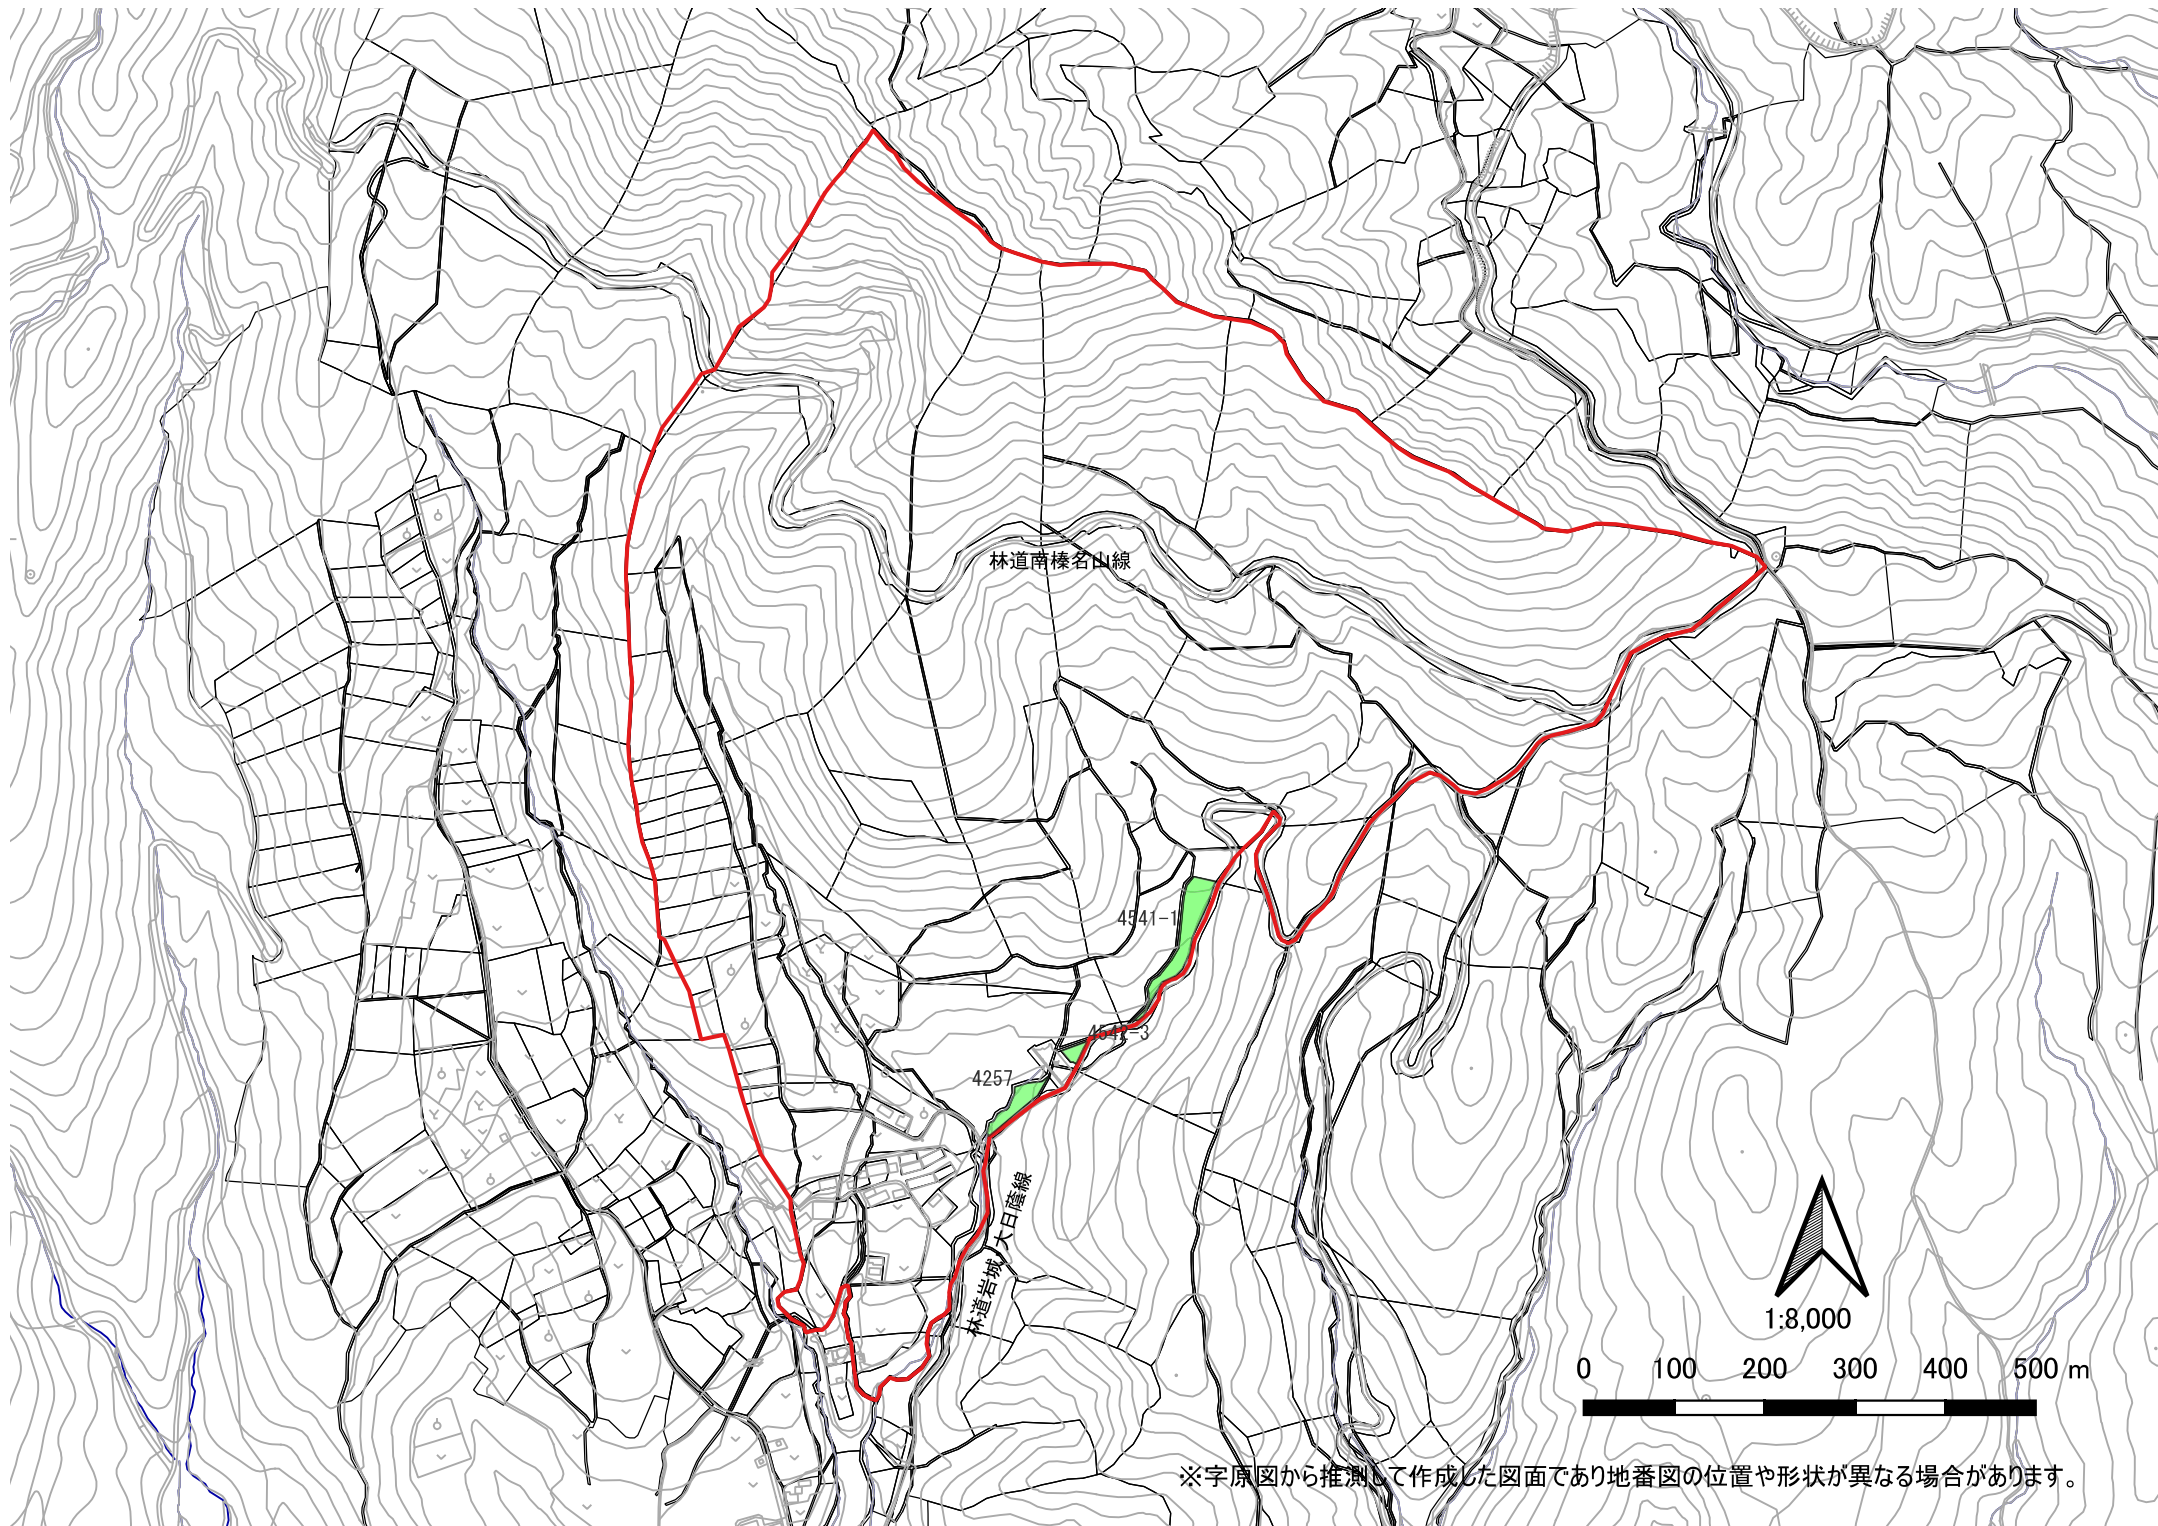 林道南榛名山線
4541-1
4542-3
4257
林道岩城・大日蔭線
1:8,000
0 100 200 300 400 500 m
※字原図から推測して作成した図面であり地番図の位置や形状が異なる場合があります。